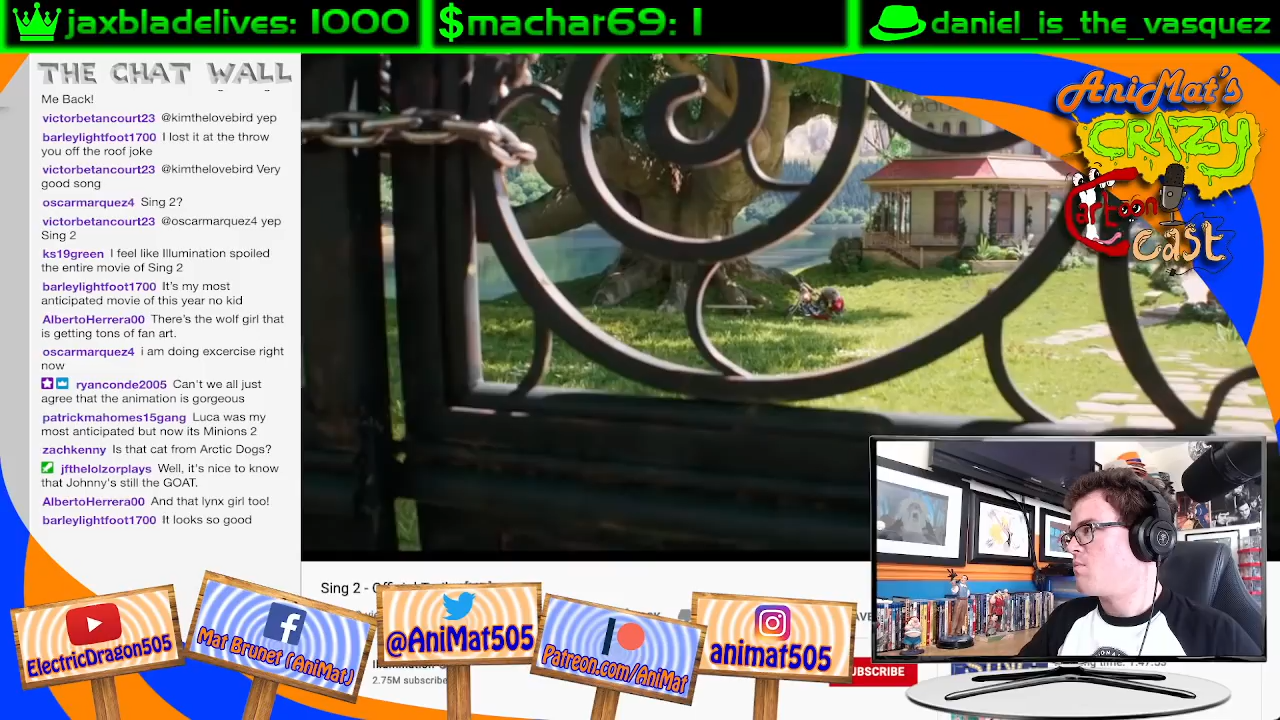 jaxbladelives: 1000
$machar69: 1
daniel_is_the_vasquez
THE CHAT WALL
Me Back!
victorbetancourt23 @kimthelovebird yep
barleylightfoot1700 I lost it at the throw
you off the roof joke
victorbetancourt23 @kimthelovebird Very
good song
oscarmarquez4 Sing 2?
victorbetancourt23 @oscarmarquez4 yep
Sing 2
ks19green I feel like Illumination spoiled
the entire movie of Sing 2
barleylightfoot1700 It's my most
anticipated movie of this year no kid
AlbertoHerrera00 There's the wolf girl that
is getting tons of fan art.
oscarmarquez4 i am doing excercise right
now
ryanconde2005 Can't we all just
agree that the animation is gorgeous
patrickmahomes15gang Luca was my
most anticipated but now its Minions 2
zachkenny Is that cat from Arctic Dogs?
jfthelolzorplays Well, it's nice to know
that Johnny's still the GOAT.
AlbertoHerrera00 And that lynx girl too!
barleylightfoot1700 It looks so good
AniMat's
CRAZY
Cartoon
Cast
Sing 2 -
2.75M subscribe
SUBSCRIBE
ElectricDragon505
Mat Brunet (AniMat)
@AniMat505
Patreon.com/AniMat
animat505